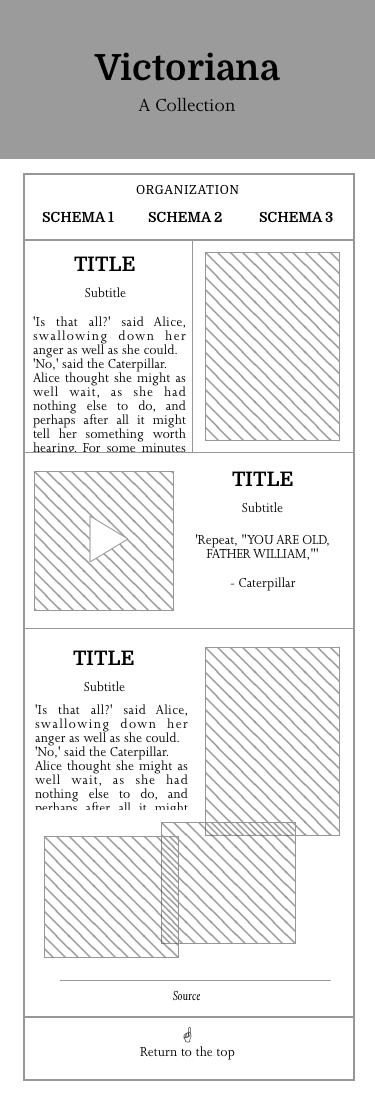 Victoriana
A Collection
ORGANIZATION
SCHEMA 1 SCHEMA 2 SCHEMA 3
TITLE
Subtitle
'Is that all?' said Alice,
swallowing down her
anger as well as she could.
'No,' said the Caterpillar.
Alice thought she might as
well wait, as she had
nothing else to do, and
perhaps after all it might
tell her something worth
hearing. For some minutes
TITLE
Subtitle
'Repeat, "YOU ARE OLD,
FATHER WILLIAM,"'
- Caterpillar
TITLE
Subtitle
'Is that all?' said Alice,
swallowing down her
anger as well as she could.
'No,' said the Caterpillar.
Alice thought she might as
well wait, as she had
nothing else to do, and
perhaps after all it might
Source
☝
Return to the top